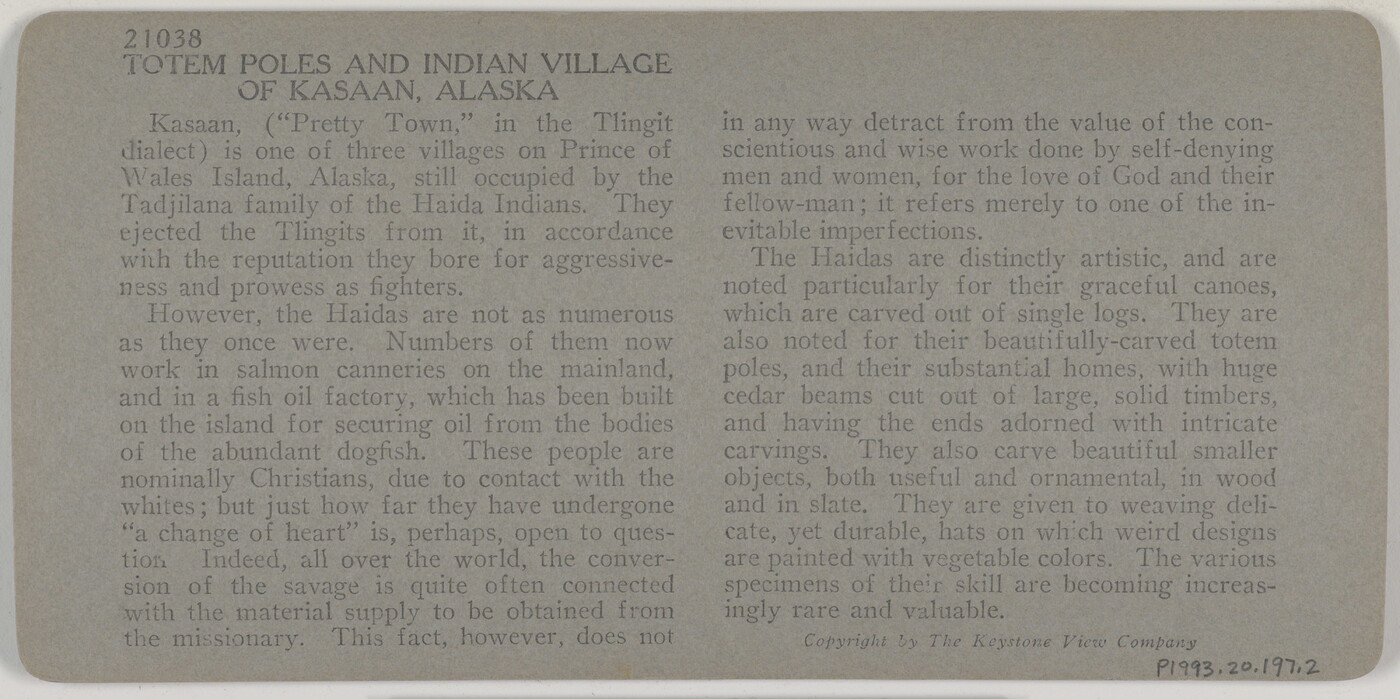 21038
TOTEM POLES AND INDIAN VILLAGE
OF KASAAN, ALASKA
Kasaan, (“Pretty Town,” in the Tlingit
dialect) is one of three villages on Prince of
Wales Island, Alaska, still occupied by the
Tadjilana family of the Haida Indians. They
ejected the Tlingits from it, in accordance
with the reputation they bore for aggressive-
ness and prowess as fighters.
However, the Haidas are not as numerous
as they once were. Numbers of them now
work in salmon canneries on the mainland,
and in a fish oil factory, which has been built
on the island for securing oil from the bodies
of the abundant dogfish. These people are
nominally Christians, due to contact with the
whites; but just how far they have undergone
“a change of heart” is, perhaps, open to ques-
tion Indeed, all over the world, the conver-
sion of the savage is quite often connected
with the material supply to be obtained from
the missionary. This fact, however, does not
in any way detract from the value of the con-
scientious and wise work done by self-denying
men and women, for the love of God and their
fellow-man; it refers merely to one of the in-
evitable imperfections.
The Haidas are distinctly artistic, and are
noted particularly for their graceful canoes,
which are carved out of single logs. They are
also noted for their beautifully-carved totem
poles, and their substantial homes, with huge
cedar beams cut out of large, solid timbers,
and having the ends adorned with intricate
carvings. They also carve beautiful smaller
objects, both useful and ornamental, in wood
and in slate. They are given to weaving deli-
cate, yet durable, hats on which weird designs
are painted with vegetable colors. The various
specimens of their skill are becoming increas-
ingly rare and valuable.
Copyright by The Keystone View Company
P1993.20.197.2